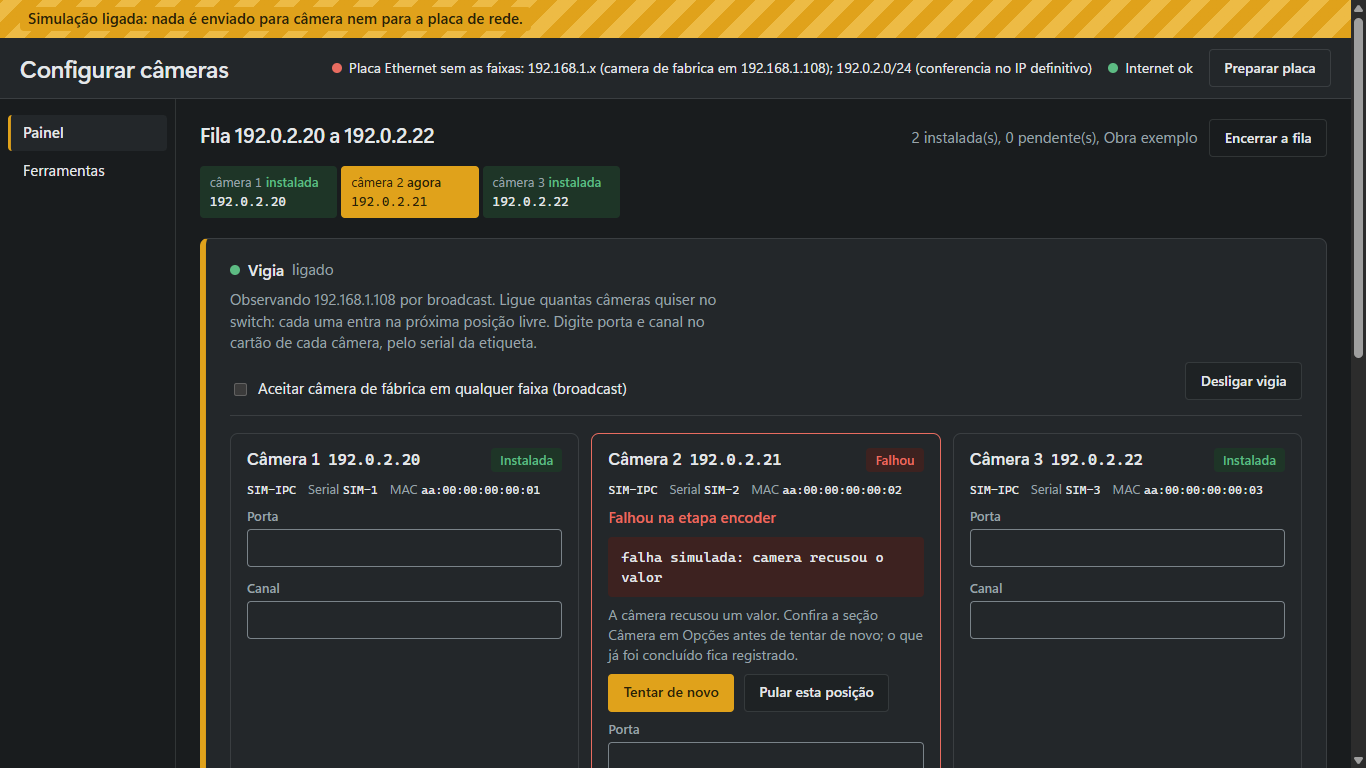 Simulação ligada: nada é enviado para câmera nem para a placa de rede.
Configurar câmeras
Placa Ethernet sem as faixas: 192.168.1.x (camera de fabrica em 192.168.1.108); 192.0.2.0/24 (conferencia no IP definitivo)
Internet ok
Preparar placa
Painel
Ferramentas
Fila 192.0.2.20 a 192.0.2.22
2 instalada(s), 0 pendente(s), Obra exemplo
Encerrar a fila
câmera 1 instalada
192.0.2.20
câmera 2 agora
192.0.2.21
câmera 3 instalada
192.0.2.22
Vigia ligado
Observando 192.168.1.108 por broadcast. Ligue quantas câmeras quiser no
switch: cada uma entra na próxima posição livre. Digite porta e canal no
cartão de cada câmera, pelo serial da etiqueta.
Aceitar câmera de fábrica em qualquer faixa (broadcast)
Desligar vigia
Câmera 1 192.0.2.20
Instalada
SIM-IPC Serial SIM-1 MAC aa:00:00:00:00:01
Porta
Canal
Câmera 2 192.0.2.21
Falhou
SIM-IPC Serial SIM-2 MAC aa:00:00:00:00:02
Falhou na etapa encoder
falha simulada: camera recusou o
valor
A câmera recusou um valor. Confira a seção
Câmera em Opções antes de tentar de novo; o que
já foi concluído fica registrado.
Tentar de novo
Pular esta posição
Porta
Câmera 3 192.0.2.22
Instalada
SIM-IPC Serial SIM-3 MAC aa:00:00:00:00:03
Porta
Canal